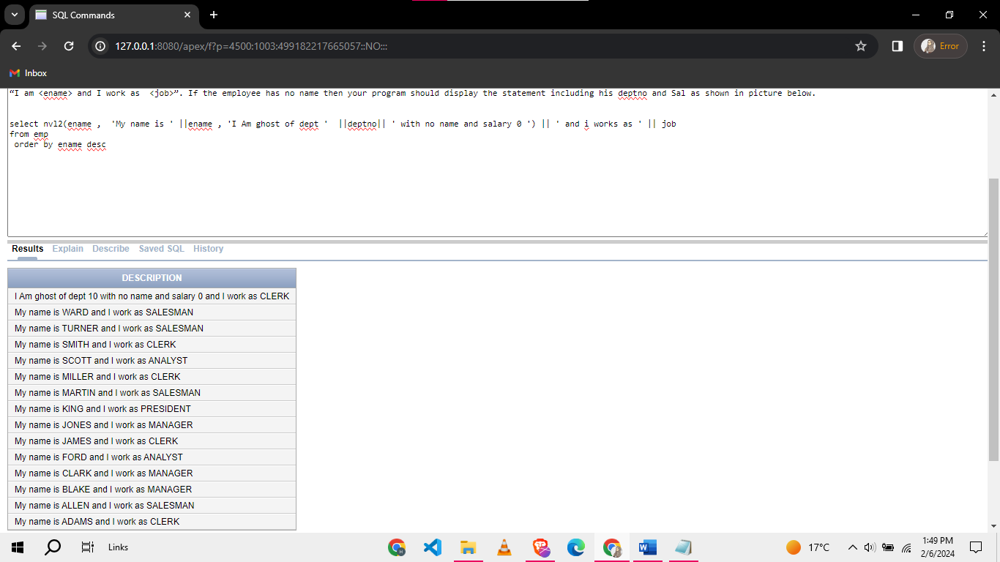 SQL Commands
127.0.0.1:8080/apex/f?p=4500:1003:499182217665057::NO:::
Error
Inbox
“I am <ename> and I work as  <job>”. If the employee has no name then your program should display the statement including his deptno and Sal as shown in picture below.
select nvl2(ename ,  'My name is ' ||ename , 'I Am ghost of dept '  ||deptno|| ' with no name and salary 0 ') || ' and i works as ' || job
from emp
order by ename desc
Results Explain Describe Saved SQL History
DESCRIPTION
I Am ghost of dept 10 with no name and salary 0 and I work as CLERK
My name is WARD and I work as SALESMAN
My name is TURNER and I work as SALESMAN
My name is SMITH and I work as CLERK
My name is SCOTT and I work as ANALYST
My name is MILLER and I work as CLERK
My name is MARTIN and I work as SALESMAN
My name is KING and I work as PRESIDENT
My name is JONES and I work as MANAGER
My name is JAMES and I work as CLERK
My name is FORD and I work as ANALYST
My name is CLARK and I work as MANAGER
My name is BLAKE and I work as MANAGER
My name is ALLEN and I work as SALESMAN
My name is ADAMS and I work as CLERK
Links
17°C
1:49 PM
2/6/2024